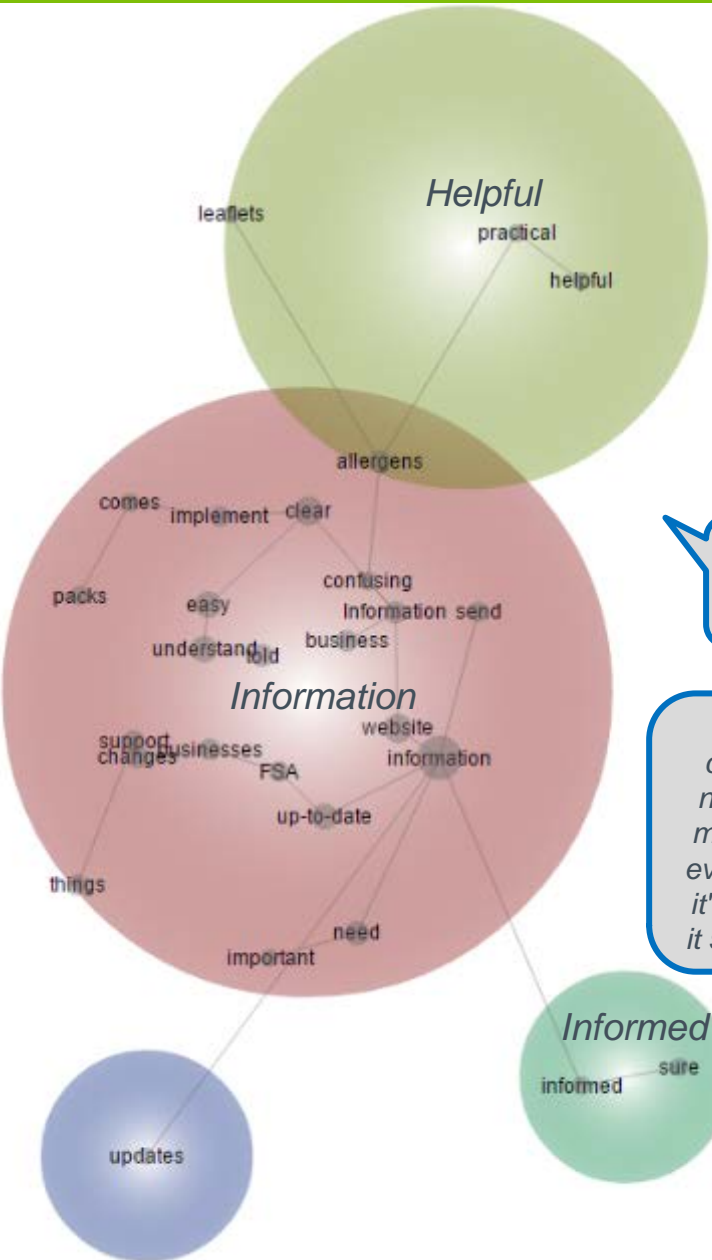 Helpful
leaflets
practical
helpful
allergens
comes
implement
clear
packs
confusing
easy
Information
send
understand
told
business
Information
website
support
changes
businesses
FSA
information
up-to-date
things
need
important
it'
Informed
informed
sure
updates